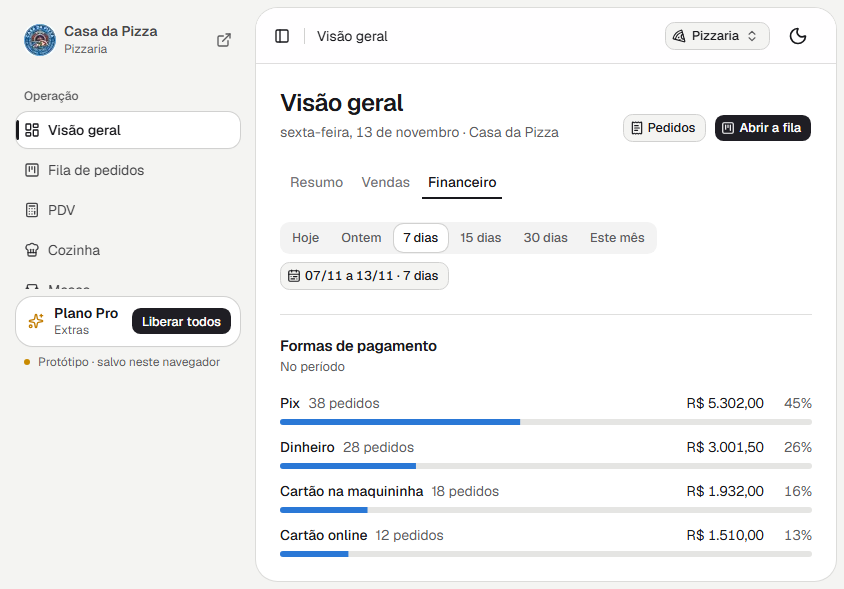 Casa da Pizza
Pizzaria
Operação
Visão geral
Fila de pedidos
PDV
Cozinha
Plano Pro
Extras
Liberar todos
Protótipo · salvo neste navegador
Visão geral
Pizzaria
Visão geral
sexta-feira, 13 de novembro · Casa da Pizza
Pedidos
Abrir a fila
Resumo Vendas Financeiro
Hoje Ontem 7 dias 15 dias 30 dias Este mês
07/11 a 13/11 · 7 dias
Formas de pagamento
No período
Pix 38 pedidos R$ 5.302,00 45%
Dinheiro 28 pedidos R$ 3.001,50 26%
Cartão na maquininha 18 pedidos R$ 1.932,00 16%
Cartão online 12 pedidos R$ 1.510,00 13%